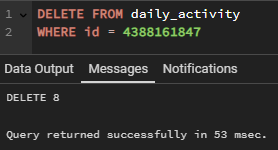 1 DELETE FROM daily_activity
2 WHERE id = 4388161847
Data Output Messages Notifications
DELETE 8
Query returned successfully in 53 msec.